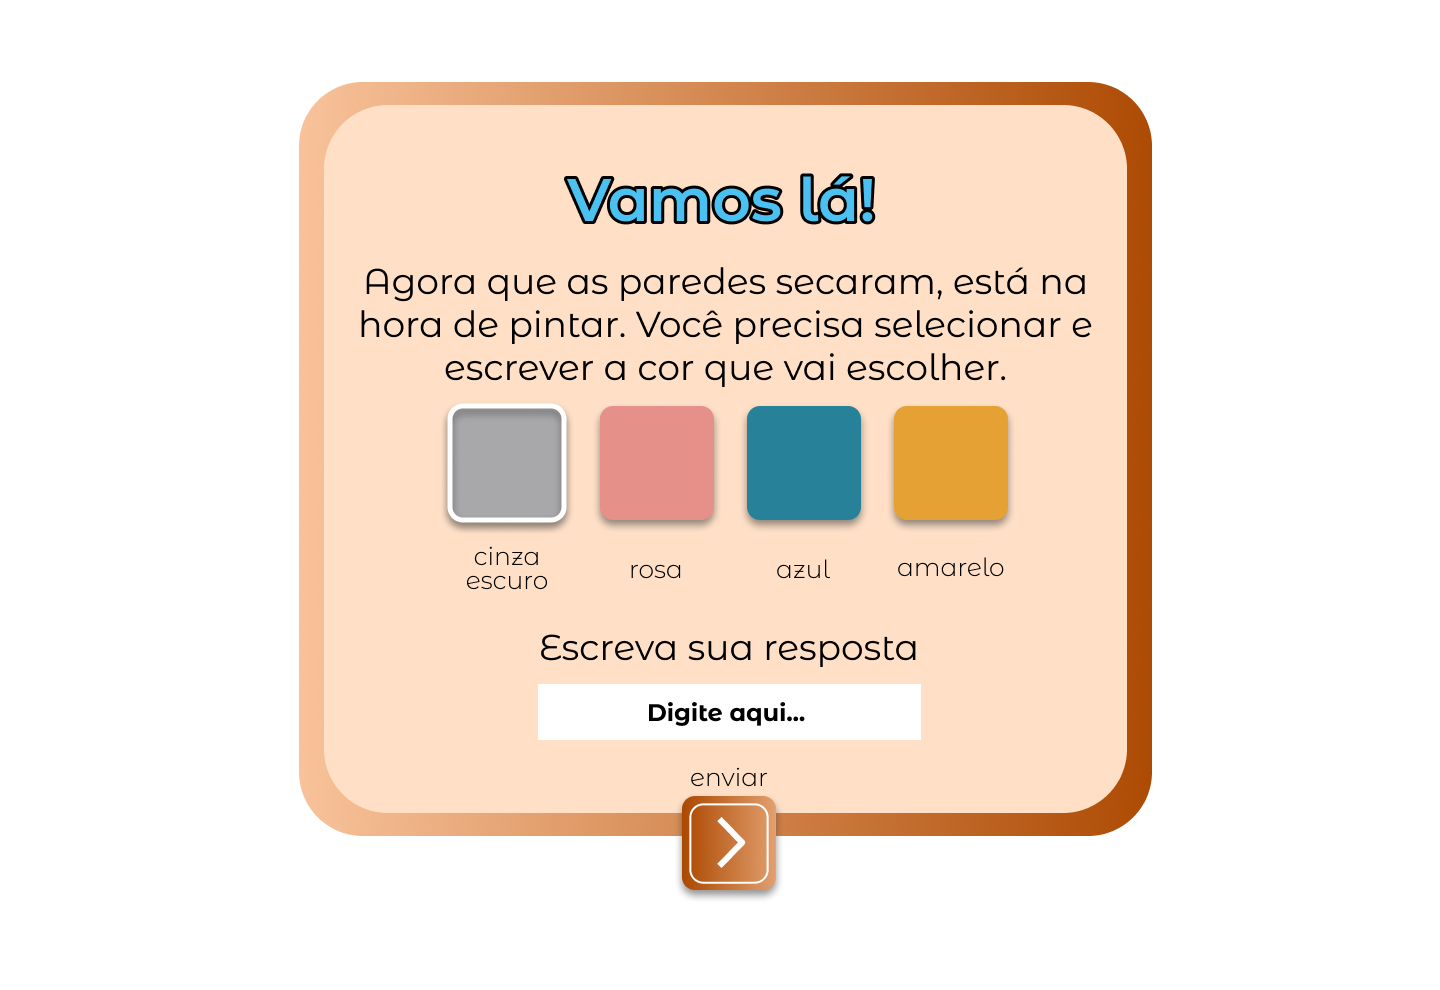 Vamos lá!
Agora que as paredes secaram, está na
hora de pintar. Você precisa selecionar e
escrever a cor que vai escolher.
cinza
escuro
rosa
azul
amarelo
Escreva sua resposta
Digite aqui...
enviar